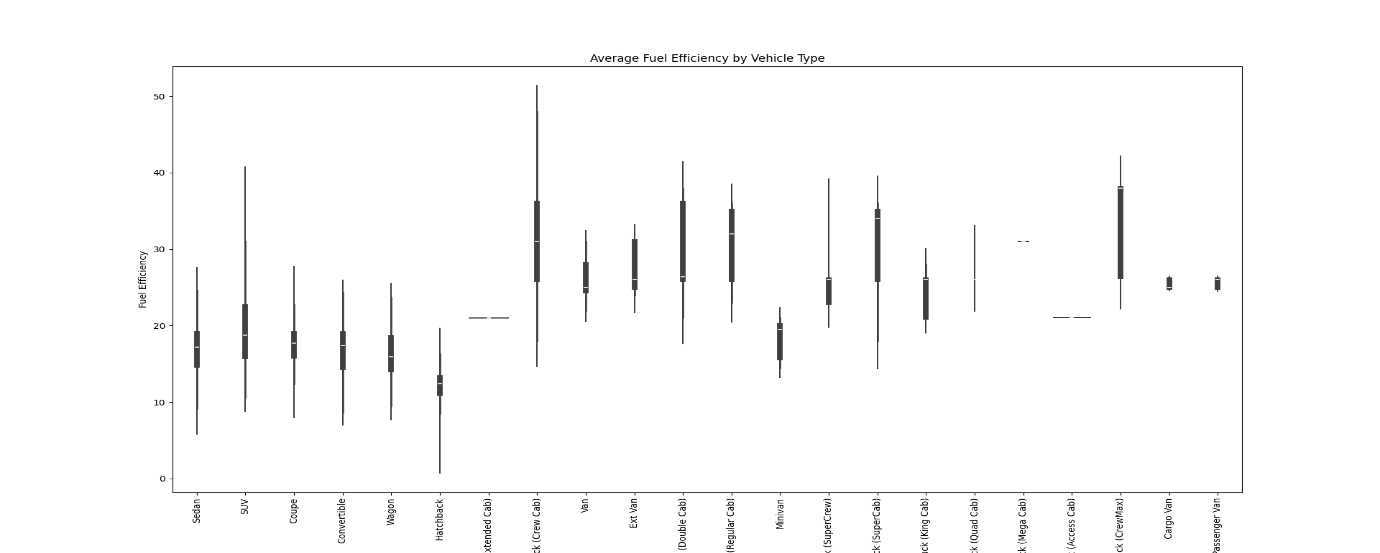 Average Fuel Efficiency by Vehicle Type
50
40
30
20
10
0
Fuel Efficiency
Sedan
SUV
Coupe
Convertible
Wagon
Hatchback
xtended Cab)
ck (Crew Cab)
Van
Ext Van
(Double Cab)
(Regular Cab)
Minivan
(SuperCrew)
ck (SuperCab)
ick (King Cab)
ck (Quad Cab)
(Mega Cab)
(Access Cab)
ck (CrewMax)
Cargo Van
Passenger Van